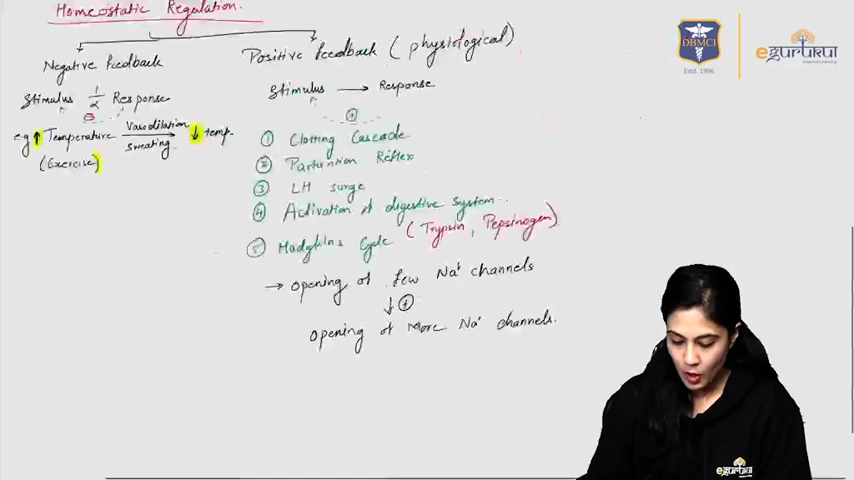 Homeostatic Regulation.
Negative Feedback
Stimulus 1/α Response
eg ↑ Temperature Vasodilation sweating → ↓ temp.
(Exercise)
Positive Feedback (physiological)
Stimulus → Response
+
① Clotting Cascade
② Parturition Reflex
③ LH surge
④ Activation of digestive system..
(Trypsin, Pepsinogen)
⑤ Hodgkins Cycle
→ Opening of few Na⁺ channels
↓ +
Opening of More Na⁺ channels.
DBMCI
Estd. 1996
eGurukul
eGurukul